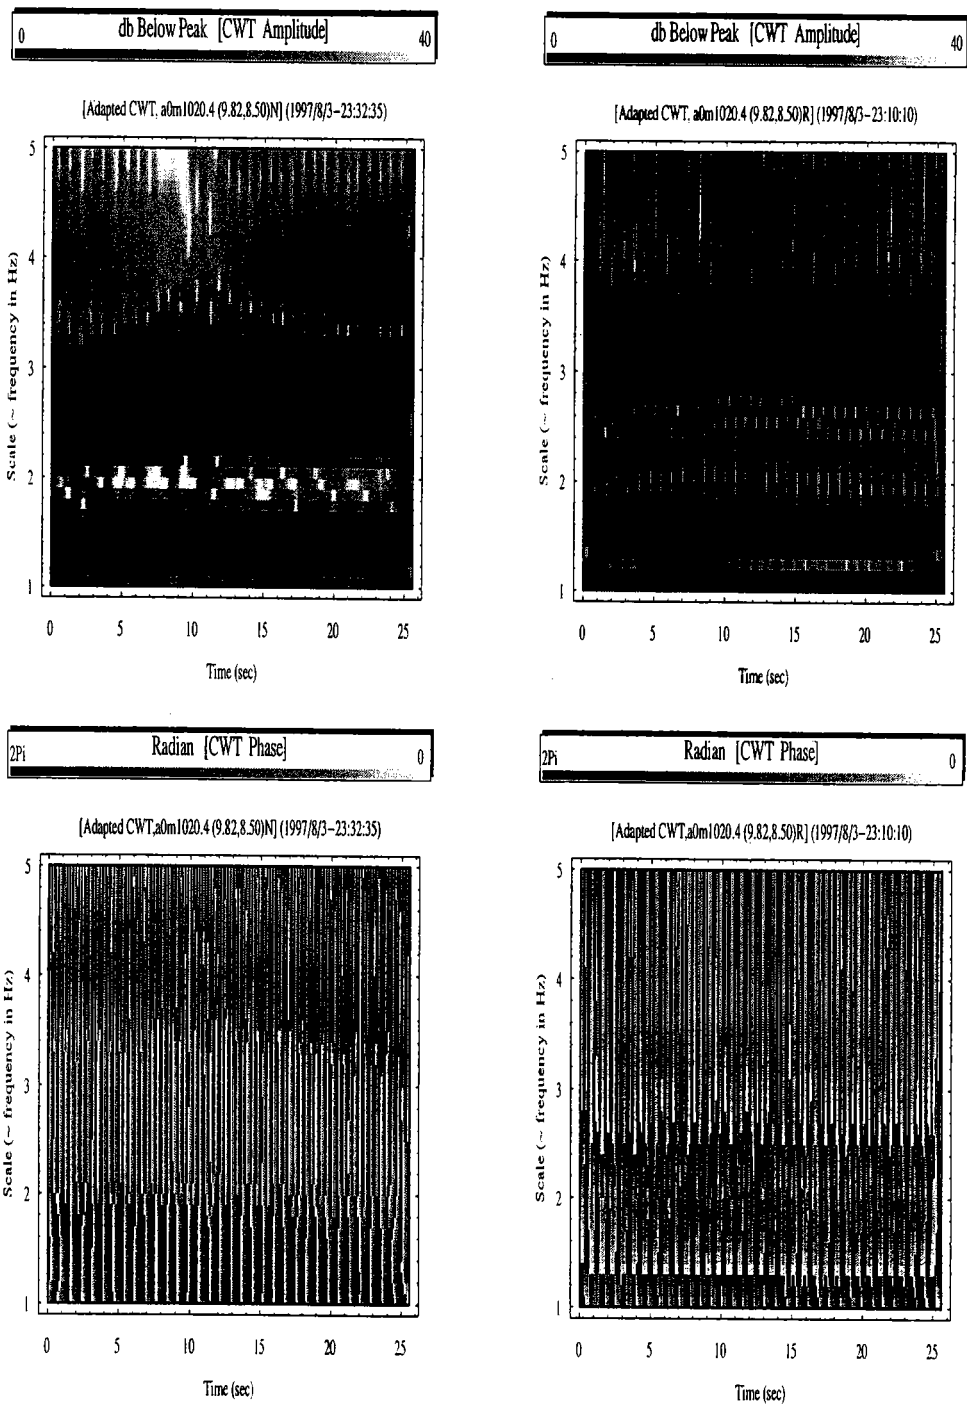 0 db Below Peak [CWT Amplitude] 40
[Adapted CWT, a0m1020.4 (9.82,8.50)N] (1997/8/3-23:32:35)
5
4
3
2
1
Scale (~ frequency in Hz)
0 5 10 15 20 25
Time (sec)
0 db Below Peak [CWT Amplitude] 40
[Adapted CWT, a0m1020.4 (9.82,8.50)R] (1997/8/3-23:10:10)
5
4
3
2
1
Scale (~ frequency in Hz)
0 5 10 15 20 25
Time (sec)
2Pi Radian [CWT Phase] 0
[Adapted CWT,a0m1020.4 (9.82,8.50)N] (1997/8/3-23:32:35)
5
4
3
2
1
Scale (~ frequency in Hz)
0 5 10 15 20 25
Time (sec)
2Pi Radian [CWT Phase] 0
[Adapted CWT,a0m1020.4 (9.82,8.50)R] (1997/8/3-23:10:10)
5
4
3
2
1
Scale (~ frequency in Hz)
0 5 10 15 20 25
Time (sec)